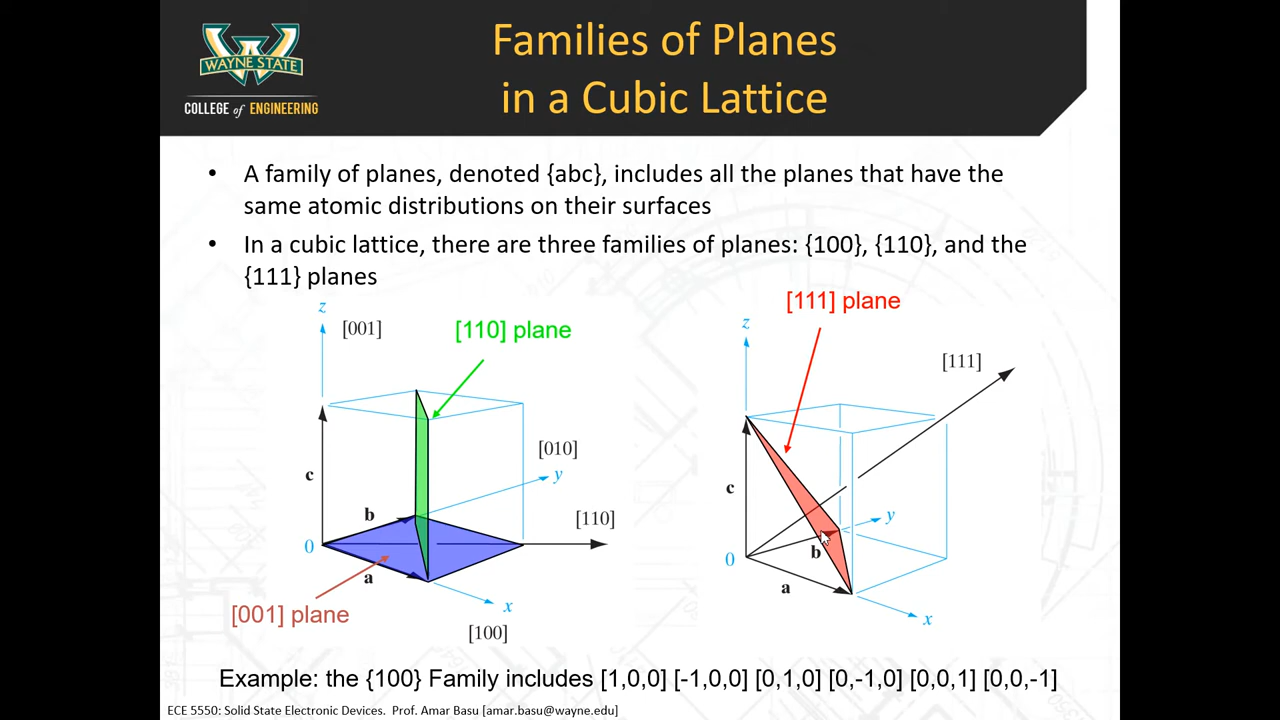 WAYNE STATE
COLLEGE of ENGINEERING
Families of Planes
in a Cubic Lattice
• A family of planes, denoted {abc}, includes all the planes that have the
same atomic distributions on their surfaces
• In a cubic lattice, there are three families of planes: {100}, {110}, and the
{111} planes
z
[001]
[110] plane
c
[010]
y
b
[110]
0
a
[001] plane
x
[100]
[111] plane
z
[111]
c
y
b
0
a
x
Example: the {100} Family includes [1,0,0] [-1,0,0] [0,1,0] [0,-1,0] [0,0,1] [0,0,-1]
ECE 5550: Solid State Electronic Devices. Prof. Amar Basu [amar.basu@wayne.edu]